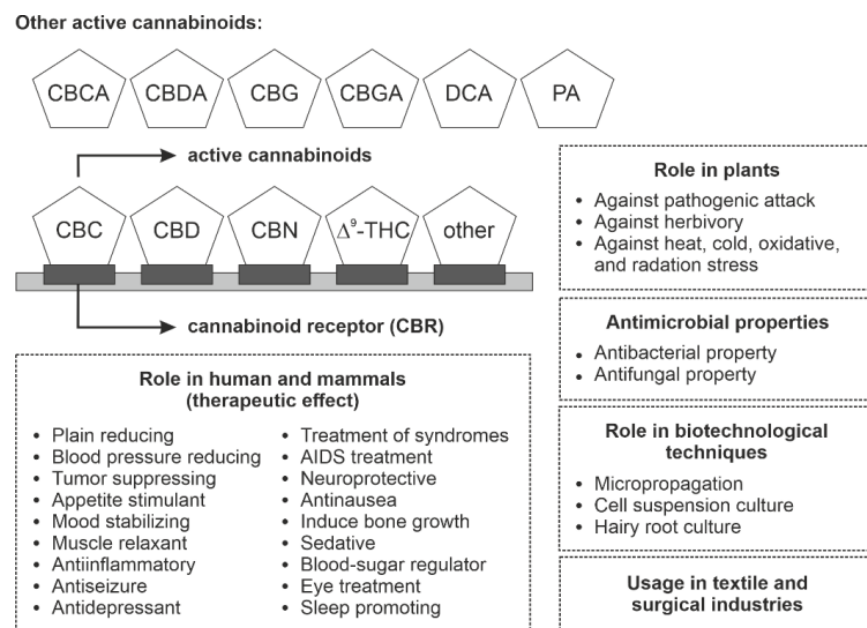 Other active cannabinoids:
CBCA CBDA CBG CBGA DCA PA
active cannabinoids
CBC CBD CBN Δ⁹-THC other
cannabinoid receptor (CBR)
Role in human and mammals
(therapeutic effect)
• Plain reducing
• Blood pressure reducing
• Tumor suppressing
• Appetite stimulant
• Mood stabilizing
• Muscle relaxant
• Antiinflammatory
• Antiseizure
• Antidepressant
• Treatment of syndromes
• AIDS treatment
• Neuroprotective
• Antinausea
• Induce bone growth
• Sedative
• Blood-sugar regulator
• Eye treatment
• Sleep promoting
Role in plants
• Against pathogenic attack
• Against herbivory
• Against heat, cold, oxidative,
and radation stress
Antimicrobial properties
• Antibacterial property
• Antifungal property
Role in biotechnological
techniques
• Micropropagation
• Cell suspension culture
• Hairy root culture
Usage in textile and
surgical industries